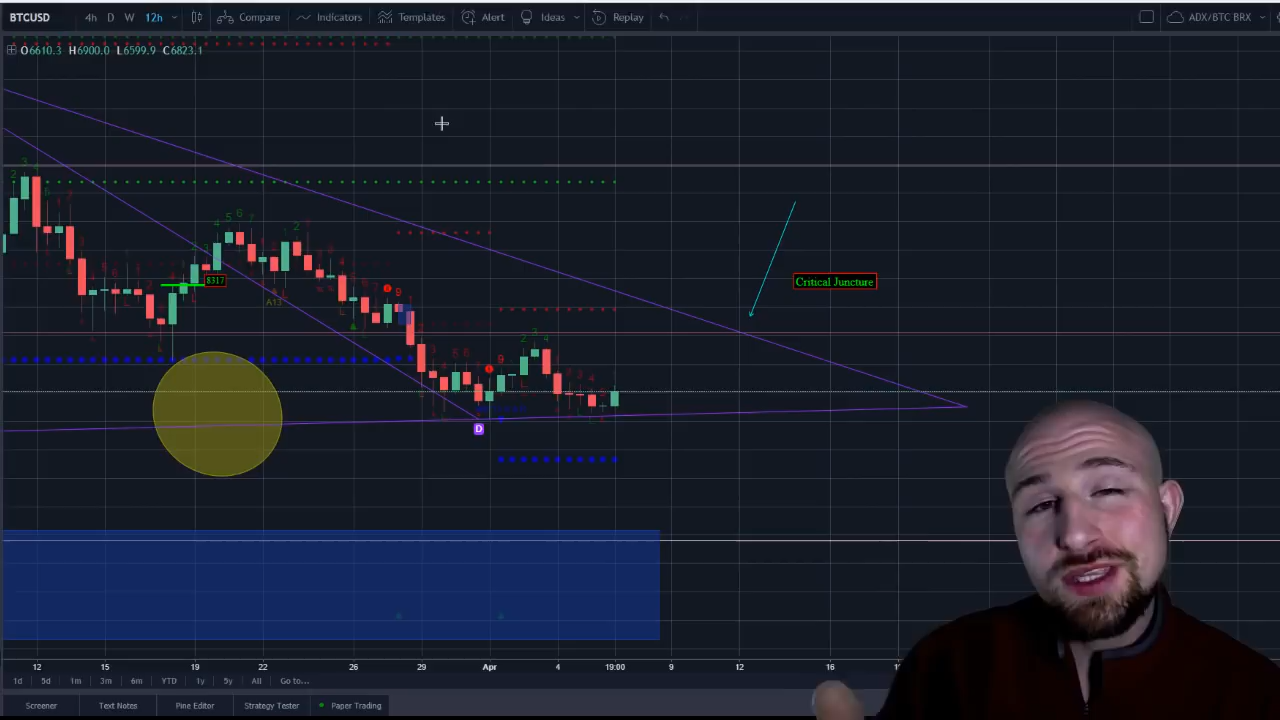 BTCUSD 4h D W 12h Compare Indicators Templates Alert Ideas Replay ADX/BTC BRX
O6610.3 H6900.0 L6599.9 C6823.1
8317
A13
Critical Juncture
D
12 15 19 22 26 29 Apr 4 19:00 9 12 16
1d 5d 1m 3m 6m YTD 1y 5y All Go to...
Screener Text Notes Pine Editor Strategy Tester Paper Trading